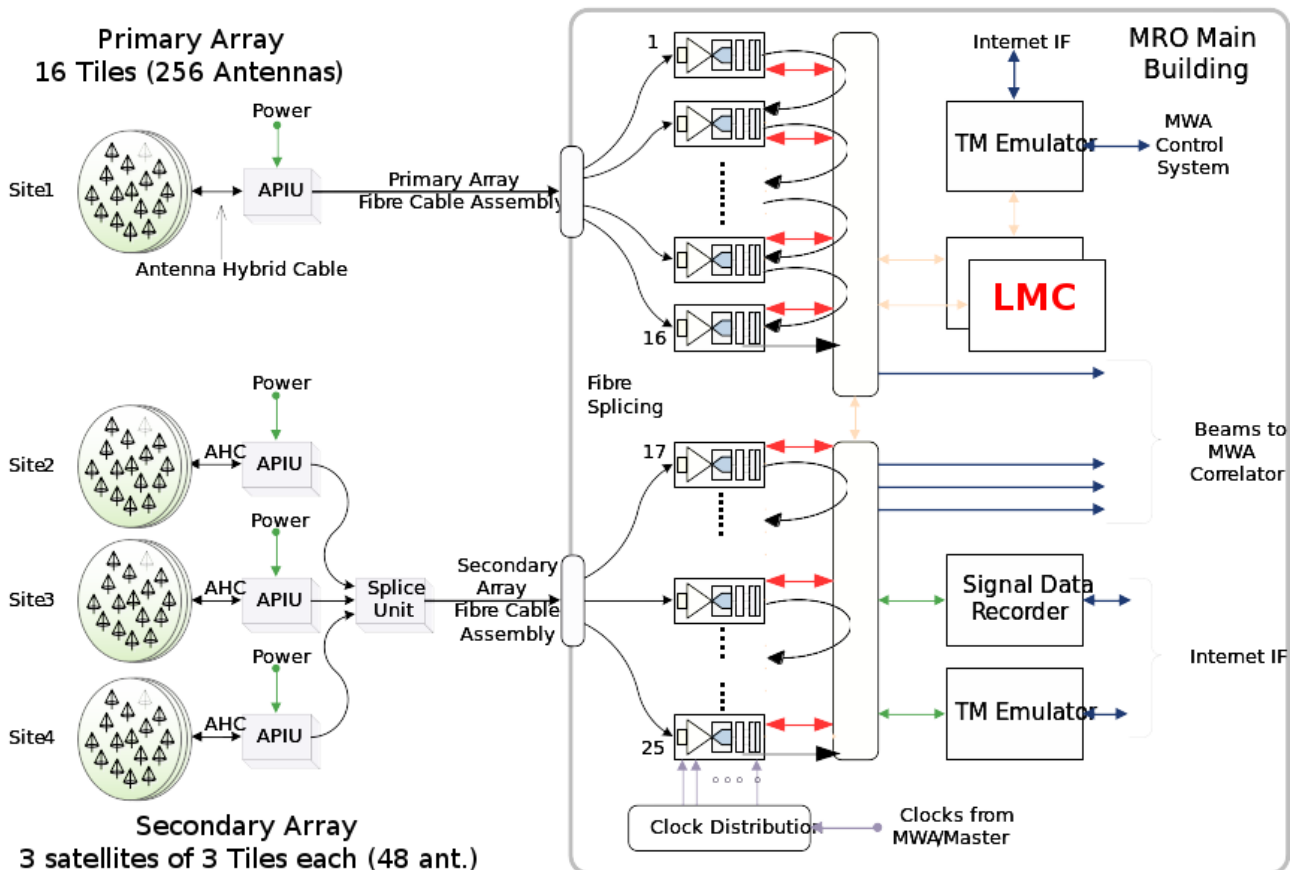 Primary Array
16 Tiles (256 Antennas)
Power
Site1
APIU
Antenna Hybrid Cable
Primary Array
Fibre Cable Assembly
1
16
Internet IF
MRO Main
Building
TM Emulator
MWA
Control
System
LMC
Fibre
Splicing
Power
Site2
AHC
APIU
Power
Site3
AHC
APIU
Splice
Unit
Secondary
Array
Fibre Cable
Assembly
Power
Site4
AHC
APIU
17
25
Beams to
MWA
Correlator
Signal Data
Recorder
Internet IF
TM Emulator
Clock Distribution
Clocks from
MWA/Master
Secondary Array
3 satellites of 3 Tiles each (48 ant.)